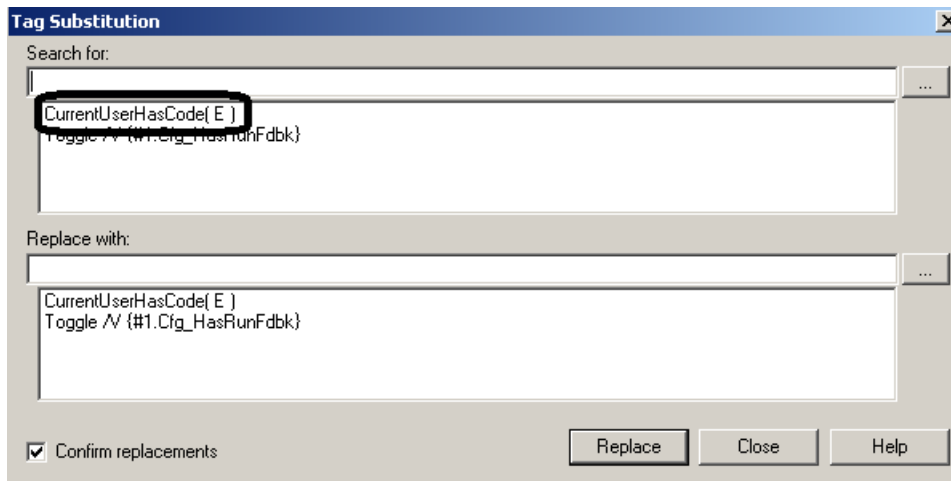 Tag Substitution
Search for:
...
CurrentUserHasCode( E )
Toggle /V {#1.Cfg_HasRunFdbk}
Replace with:
...
CurrentUserHasCode( E )
Toggle /V {#1.Cfg_HasRunFdbk}
Confirm replacements
Replace
Close
Help